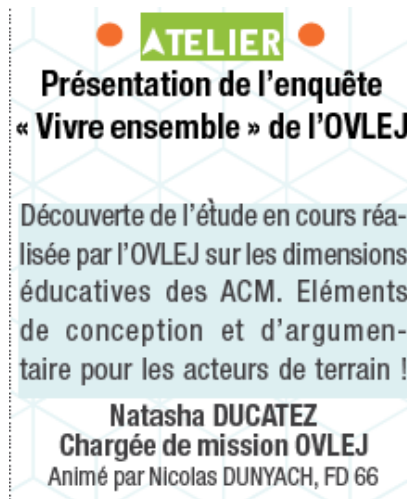 ATELIER
Présentation de l'enquête
« Vivre ensemble » de l'OVLEJ
Découverte de l'étude en cours réa-
lisée par l'OVLEJ sur les dimensions
éducatives des ACM. Eléments
de conception et d'argumen-
taire pour les acteurs de terrain !
Natasha DUCATEZ
Chargée de mission OVLEJ
Animé par Nicolas DUNYACH, FD 66